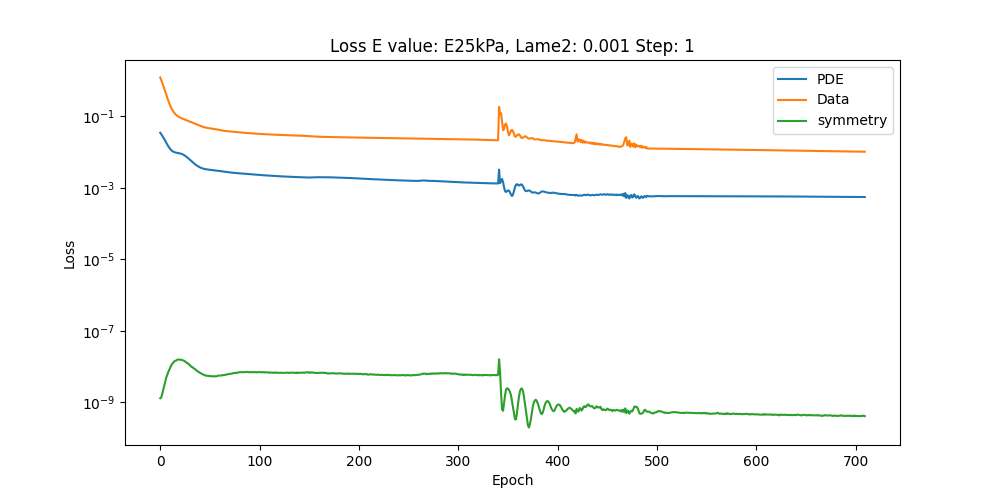 Loss E value: E25kPa, Lame2: 0.001 Step: 1
PDE
Data
symmetry
10⁻¹
10⁻³
10⁻⁵
10⁻⁷
10⁻⁹
Loss
0 100 200 300 400 500 600 700
Epoch